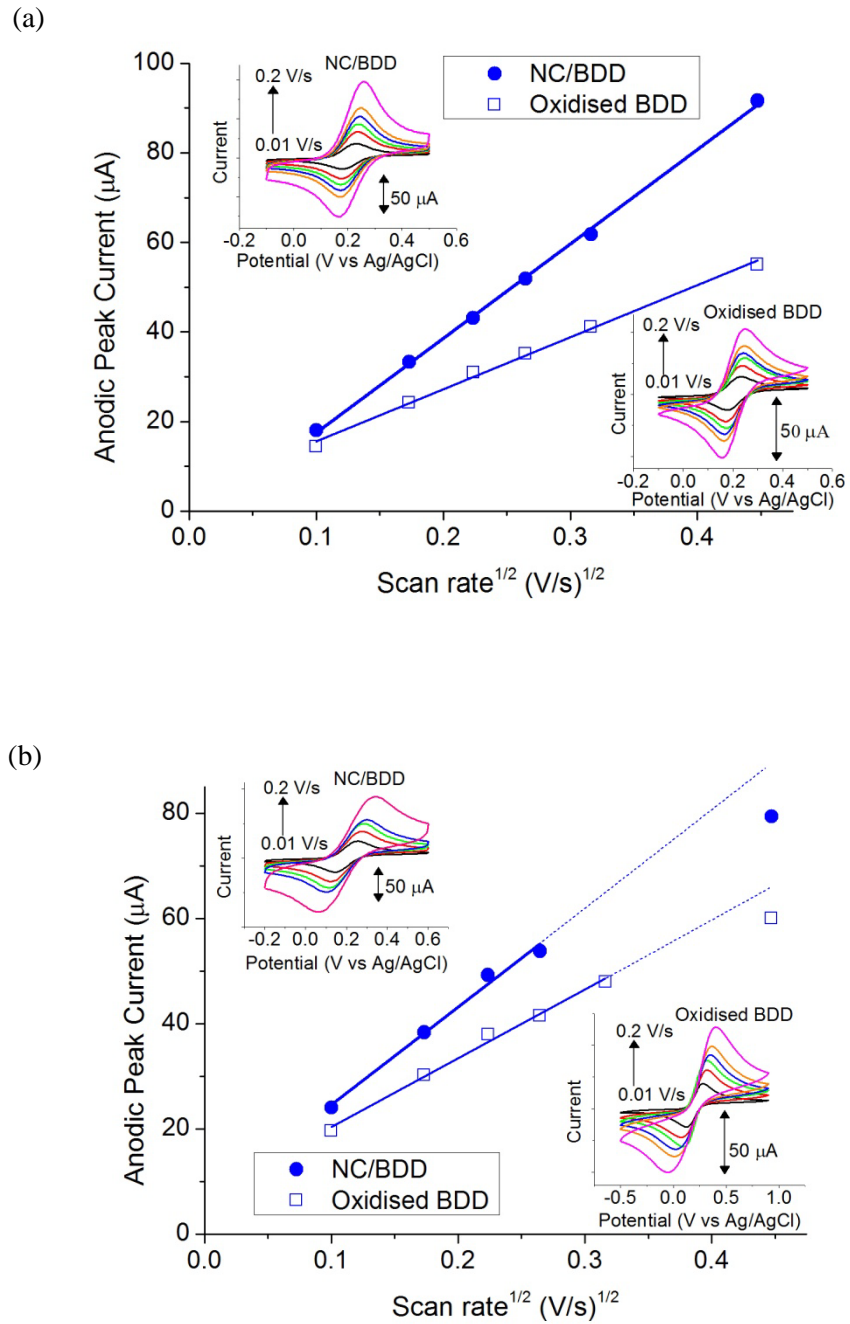 (a)
100
80
60
40
20
0
0.0
0.1
0.2
0.3
0.4
Anodic Peak Current (μA)
Scan rate^1/2 (V/s)^1/2
NC/BDD
Oxidised BDD
NC/BDD
0.2 V/s
0.01 V/s
50 μA
Current
-0.2 0.0 0.2 0.4 0.6
Potential (V vs Ag/AgCl)
Oxidised BDD
0.2 V/s
0.01 V/s
50 μA
Current
-0.2 0.0 0.2 0.4 0.6
Potential (V vs Ag/AgCl)
(b)
80
60
40
20
0
0.0
0.1
0.2
0.3
0.4
Anodic Peak Current (μA)
Scan rate^1/2 (V/s)^1/2
NC/BDD
0.2 V/s
0.01 V/s
50 μA
Current
-0.2 0.0 0.2 0.4 0.6
Potential (V vs Ag/AgCl)
Oxidised BDD
0.2 V/s
0.01 V/s
50 μA
Current
-0.5 0.0 0.5 1.0
Potential (V vs Ag/AgCl)
NC/BDD
Oxidised BDD